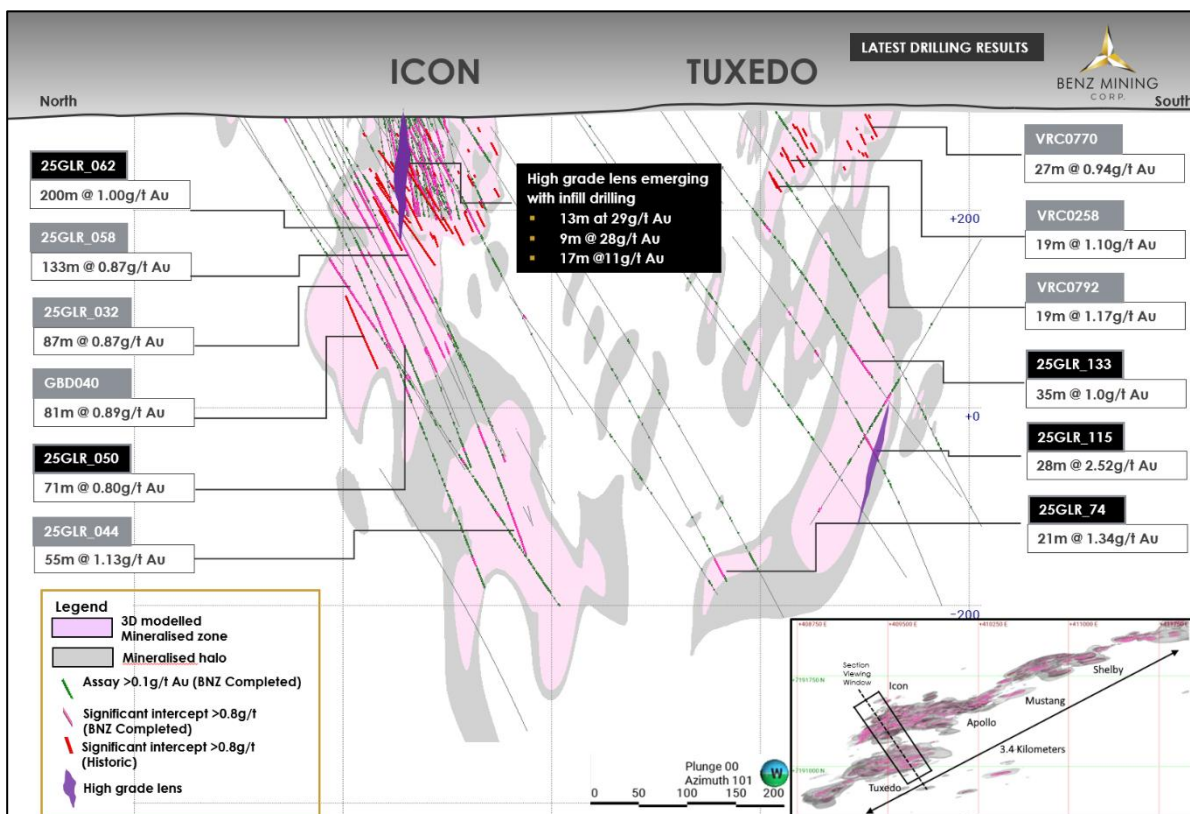 ICON
TUXEDO
LATEST DRILLING RESULTS
BENZ MINING
CORP.
North
South
25GLR_062
200m @ 1.00g/t Au
25GLR_058
133m @ 0.87g/t Au
25GLR_032
87m @ 0.87g/t Au
GBD040
81m @ 0.89g/t Au
25GLR_050
71m @ 0.80g/t Au
25GLR_044
55m @ 1.13g/t Au
High grade lens emerging
with infill drilling
13m at 29g/t Au
9m @ 28g/t Au
17m @11g/t Au
VRC0770
27m @ 0.94g/t Au
+200
VRC0258
19m @ 1.10g/t Au
VRC0792
19m @ 1.17g/t Au
25GLR_133
35m @ 1.0g/t Au
+0
25GLR_115
28m @ 2.52g/t Au
25GLR_74
21m @ 1.34g/t Au
-200
Legend
3D modelled
Mineralised zone
Mineralised halo
Assay >0.1g/t Au (BNZ Completed)
Significant intercept >0.8g/t
(BNZ Completed)
Significant intercept >0.8g/t
(Historic)
High grade lens
Plunge 00
Azimuth 101
W
0 50 100 150 200
+408750 E
+409500 E
+410250 E
+411000 E
+411750 E
+7191750 N
+7191000 N
Section
Viewing
Window
Icon
Shelby
Mustang
Apollo
3.4 Kilometers
Tuxedo